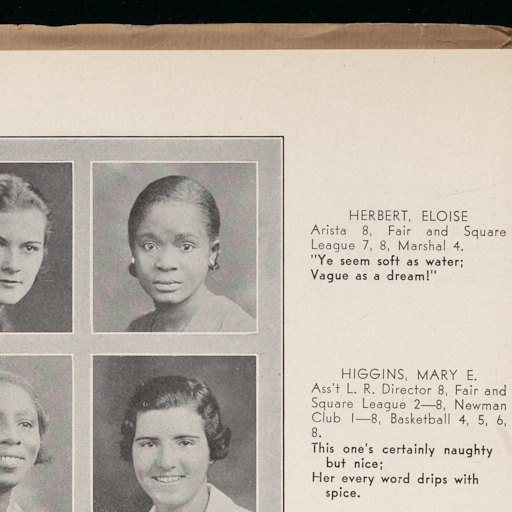 HERBERT, ELOISE
Arista 8, Fair and Square
League 7, 8, Marshal 4.
"Ye seem soft as water;
Vague as a dream!"
HIGGINS, MARY E.
Ass't L. R. Director 8, Fair and
Square League 2—8, Newman
Club 1—8, Basketball 4, 5, 6,
8.
This one's certainly naughty
but nice;
Her every word drips with
spice.